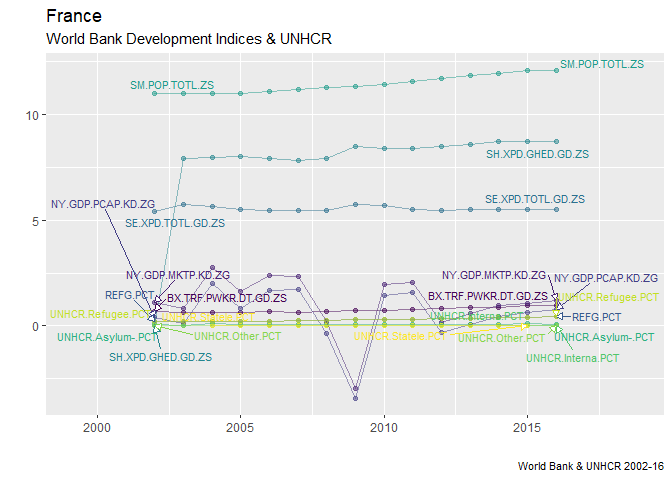 France
World Bank Development Indices & UNHCR
SM.POP.TOTL.ZS
SM.POP.TOTL.ZS
10
SH.XPD.GHED.GD.ZS
NY.GDP.PCAP.KD.ZG
SE.XPD.TOTL.GD.ZS
5
SE.XPD.TOTL.GD.ZS
NY.GDP.MKTP.KD.ZG
NY.GDP.MKTP.KD.ZG
NY.GDP.PCAP.KD.ZG
REFG.PCT
BX.TRF.PWKR.DT.GD.ZS
BX.TRF.PWKR.DT.GD.ZS
UNHCR.Refugee.PCT
UNHCR.Refugee.PCT
UNHCR.Interna.PCT
REFG.PCT
0
UNHCR.Asylum-.PCT
UNHCR.Other.PCT
UNHCR.Statele.PCT
UNHCR.Other.PCT
UNHCR.Asylum-.PCT
SH.XPD.GHED.GD.ZS
UNHCR.Interna.PCT
2000
2005
2010
2015
World Bank & UNHCR 2002-16